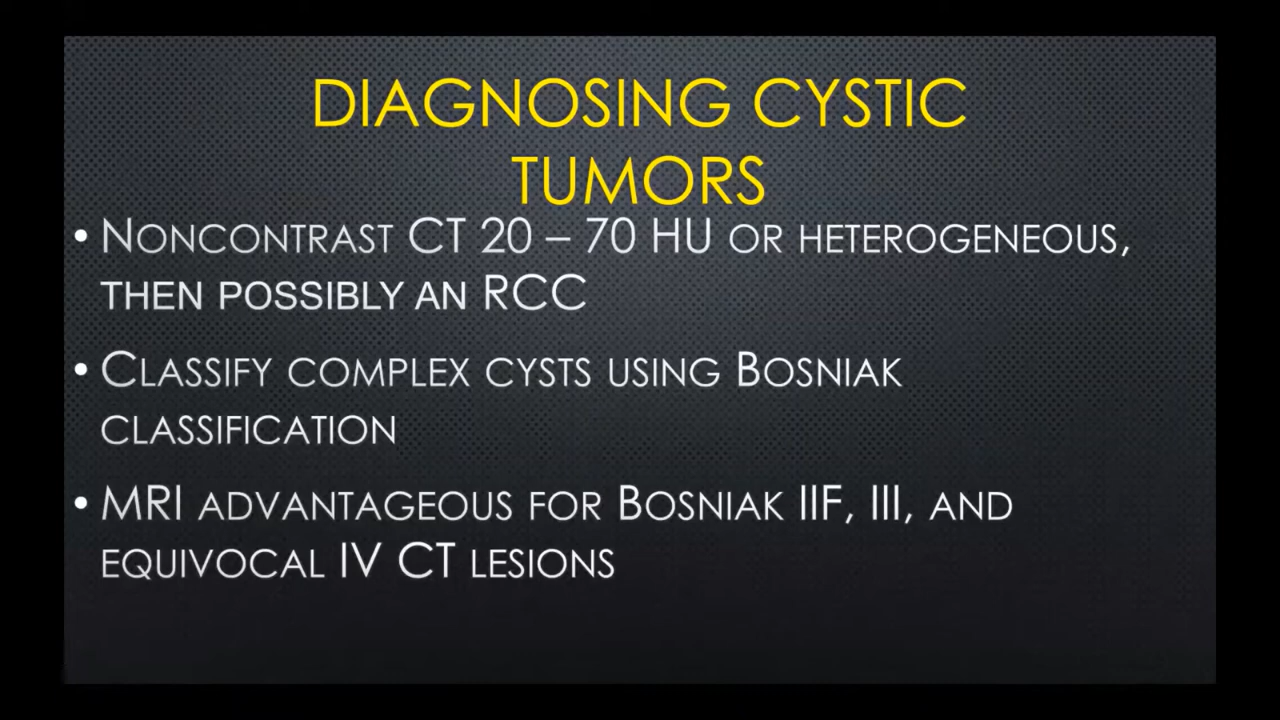 DIAGNOSING CYSTIC
TUMORS
• NONCONTRAST CT 20 – 70 HU OR HETEROGENEOUS,
THEN POSSIBLY AN RCC
• CLASSIFY COMPLEX CYSTS USING BOSNIAK
CLASSIFICATION
• MRI ADVANTAGEOUS FOR BOSNIAK IIF, III, AND
EQUIVOCAL IV CT LESIONS